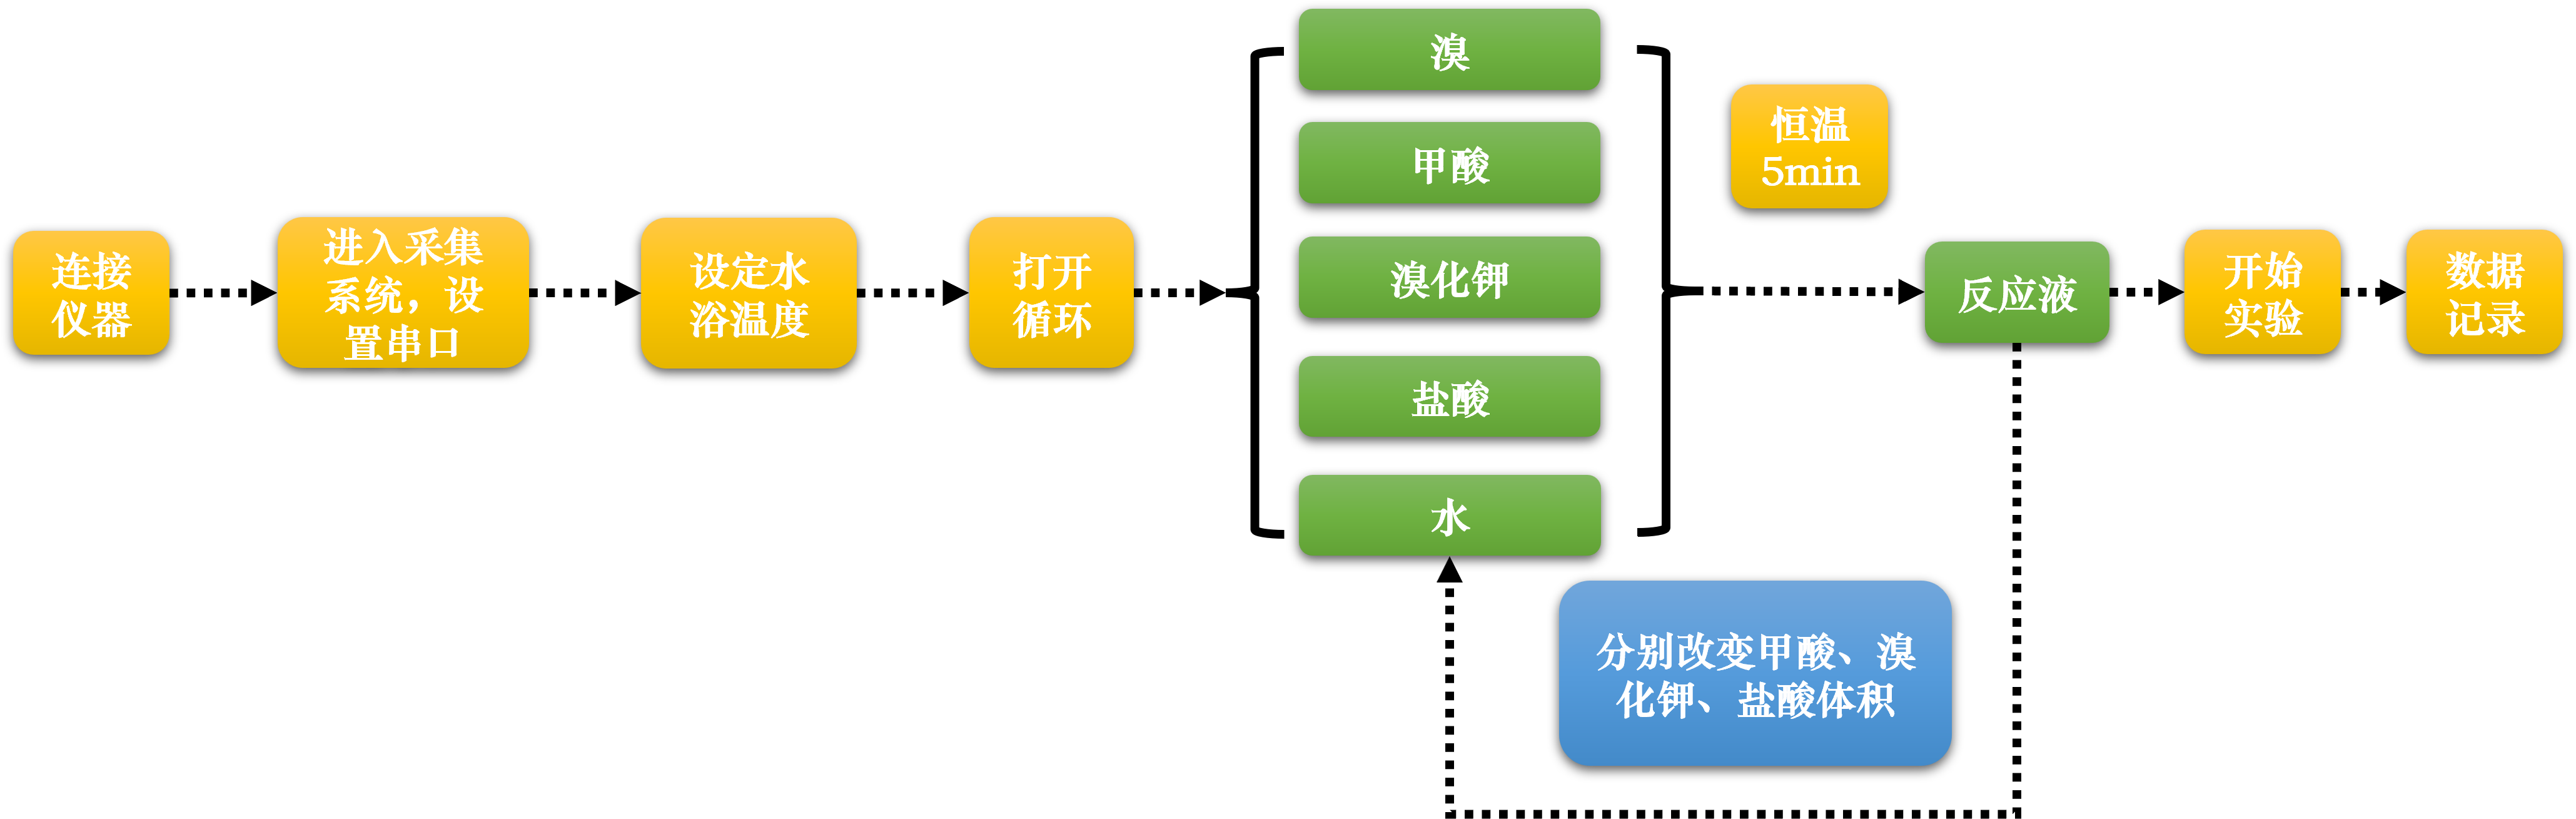 连接
仪器
进入采集
系统，设
置串口
设定水
浴温度
打开
循环
溴
甲酸
溴化钾
盐酸
水
恒温
5min
反应液
开始
实验
数据
记录
分别改变甲酸、溴
化钾、盐酸体积